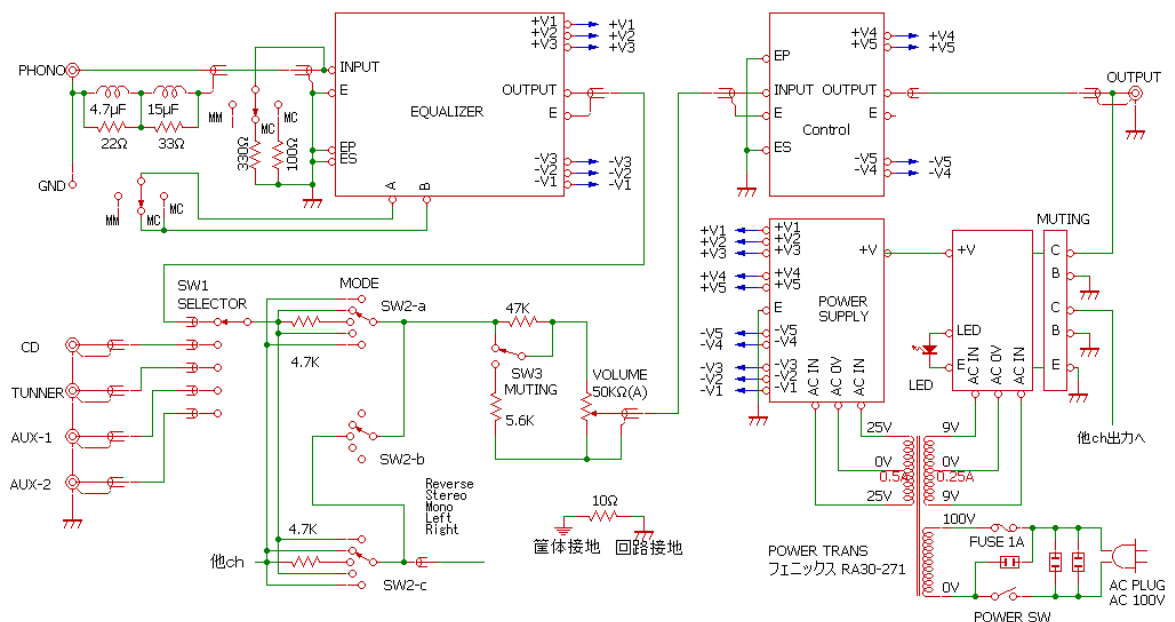 PHONO
4.7μF
15μF
22Ω
33Ω
GND
MM
MC
MC
330Ω
100Ω
MM
MC
MC
INPUT
E
EP
ES
A
B
EQUALIZER
OUTPUT
E
+V1
+V2
+V3
-V3
-V2
-V1
+V1
+V2
+V3
-V3
-V2
-V1
EP
INPUT
E
ES
Control
OUTPUT
E
+V4
+V5
-V5
-V4
+V4
+V5
-V5
-V4
OUTPUT
SW1
SELECTOR
CD
TUNNER
AUX-1
AUX-2
MODE
SW2-a
4.7K
SW2-b
Reverse
Stereo
Mono
Left
Right
4.7K
他ch
SW2-c
47K
SW3
MUTING
5.6K
VOLUME
50KΩ(A)
10Ω
筐体接地
回路接地
+V1
+V2
+V3
+V4
+V5
-V5
-V4
-V3
-V2
-V1
+V1
+V2
+V3
+V4
+V5
E
-V5
-V4
-V3
-V2
-V1
+V
POWER
SUPPLY
AC IN
AC 0V
AC IN
+V
LED
E
LED
AC IN
AC 0V
AC IN
MUTING
C
B
C
B
E
他ch出力へ
25V
0V
0.5A
25V
9V
0V
0.25A
9V
100V
FUSE 1A
0V
POWER SW
POWER TRANS
フェニックス RA30-271
AC PLUG
AC 100V